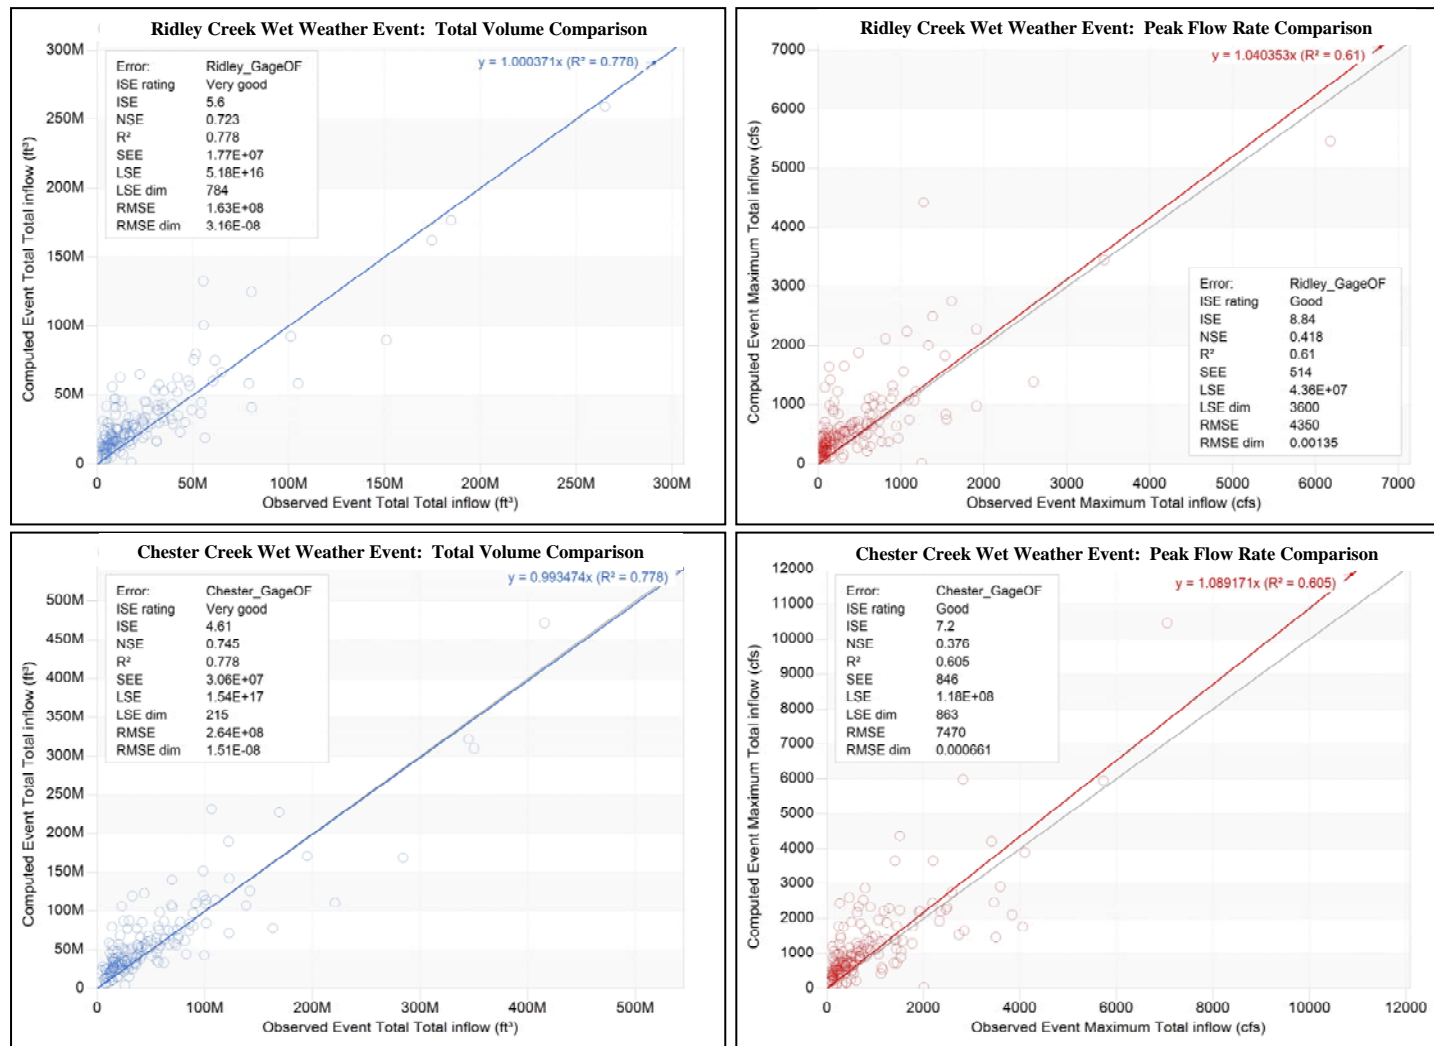 Ridley Creek Wet Weather Event: Total Volume Comparison
y = 1.000371x (R² = 0.778)
Error: Ridley_GageOF
ISE rating Very good
ISE 5.6
NSE 0.723
R² 0.778
SEE 1.77E+07
LSE 5.18E+16
LSE dim 784
RMSE 1.63E+08
RMSE dim 3.16E-08
Computed Event Total Total inflow (ft³)
300M
250M
200M
150M
100M
50M
0
0 50M 100M 150M 200M 250M 300M
Observed Event Total Total inflow (ft³)
Ridley Creek Wet Weather Event: Peak Flow Rate Comparison
y = 1.040353x (R² = 0.61)
Computed Event Maximum Total inflow (cfs)
7000
6000
5000
4000
3000
2000
1000
0
Error: Ridley_GageOF
ISE rating Good
ISE 8.84
NSE 0.418
R² 0.61
SEE 514
LSE 4.36E+07
LSE dim 3600
RMSE 4350
RMSE dim 0.00135
0 1000 2000 3000 4000 5000 6000 7000
Observed Event Maximum Total inflow (cfs)
Chester Creek Wet Weather Event: Total Volume Comparison
y = 0.993474x (R² = 0.778)
Error: Chester_GageOF
ISE rating Very good
ISE 4.61
NSE 0.745
R² 0.778
SEE 3.06E+07
LSE 1.54E+17
LSE dim 215
RMSE 2.64E+08
RMSE dim 1.51E-08
Computed Event Total Total inflow (ft³)
500M
450M
400M
350M
300M
250M
200M
150M
100M
50M
0
0 100M 200M 300M 400M 500M
Observed Event Total Total inflow (ft³)
Chester Creek Wet Weather Event: Peak Flow Rate Comparison
y = 1.089171x (R² = 0.605)
Error: Chester_GageOF
ISE rating Good
ISE 7.2
NSE 0.376
R² 0.605
SEE 846
LSE 1.18E+08
LSE dim 863
RMSE 7470
RMSE dim 0.000661
Computed Event Maximum Total inflow (cfs)
12000
11000
10000
9000
8000
7000
6000
5000
4000
3000
2000
1000
0
0 2000 4000 6000 8000 10000 12000
Observed Event Maximum Total inflow (cfs)